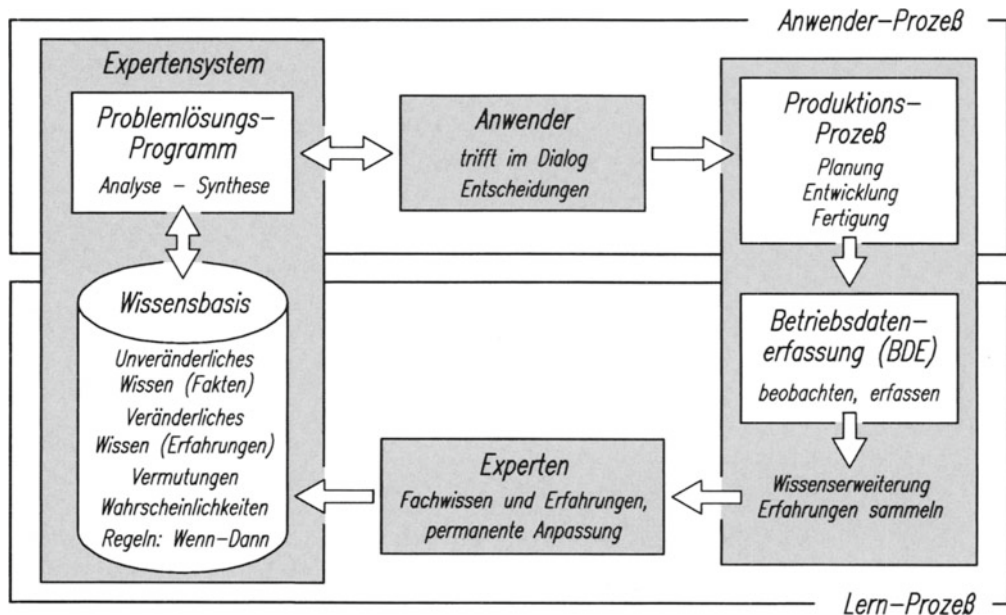 Anwender-Prozeß
Expertensystem
Problemlösungs-
Programm
Analyse - Synthese
Anwender
trifft im Dialog
Entscheidungen
Produktions-
Prozeß
Planung
Entwicklung
Fertigung
Wissensbasis
Unveränderliches
Wissen (Fakten)
Veränderliches
Wissen (Erfahrungen)
Vermutungen
Wahrscheinlichkeiten
Regeln: Wenn-Dann
Betriebsdaten-
erfassung (BDE)
beobachten, erfassen
Experten
Fachwissen und Erfahrungen,
permanente Anpassung
Wissenserweiterung
Erfahrungen sammeln
Lern-Prozeß